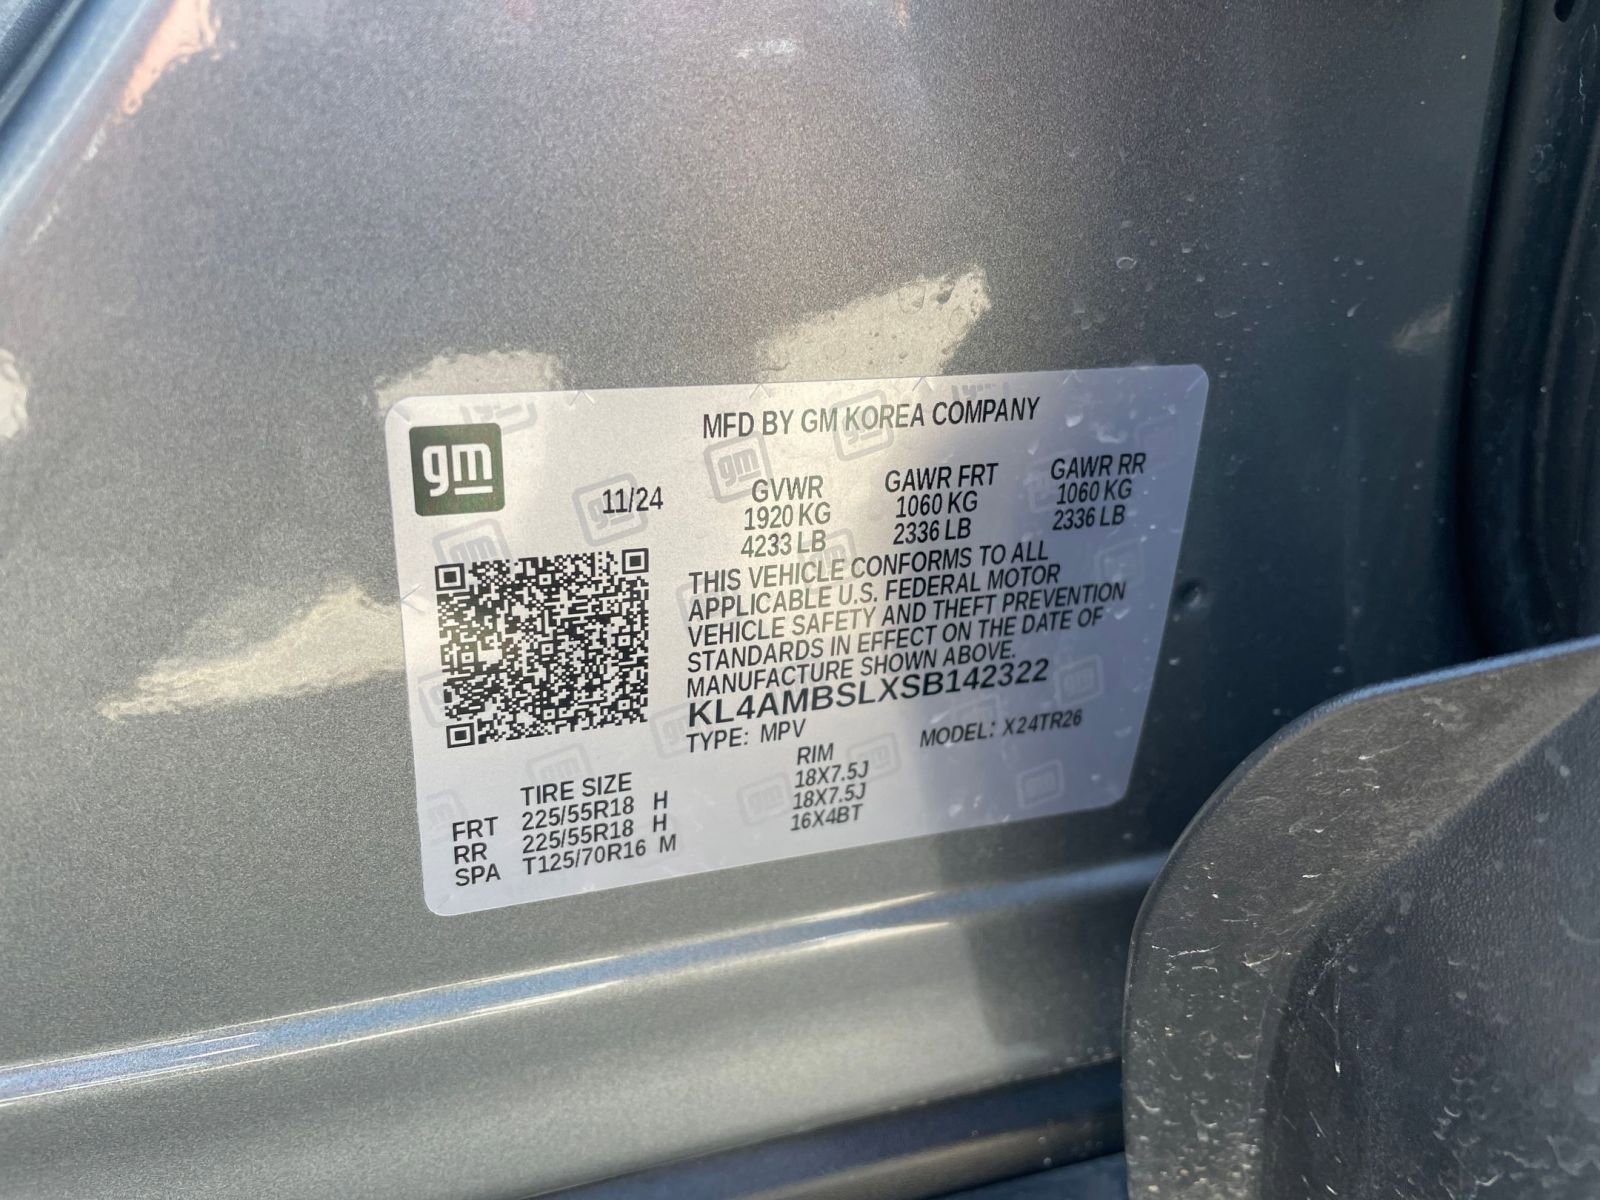 MFD BY GM KOREA COMPANY
gm
11/24
GVWR GAWR FRT GAWR RR
1920 KG 1060 KG 1060 KG
4233 LB 2336 LB 2336 LB
THIS VEHICLE CONFORMS TO ALL
APPLICABLE U.S. FEDERAL MOTOR
VEHICLE SAFETY AND THEFT PREVENTION
STANDARDS IN EFFECT ON THE DATE OF
MANUFACTURE SHOWN ABOVE.
KL4AMBSLXSB142322
TYPE: MPV MODEL: X24TR26
TIRE SIZE RIM
FRT 225/55R18 H 18X7.5J
RR 225/55R18 H 18X7.5J
SPA T125/70R16 M 16X4BT